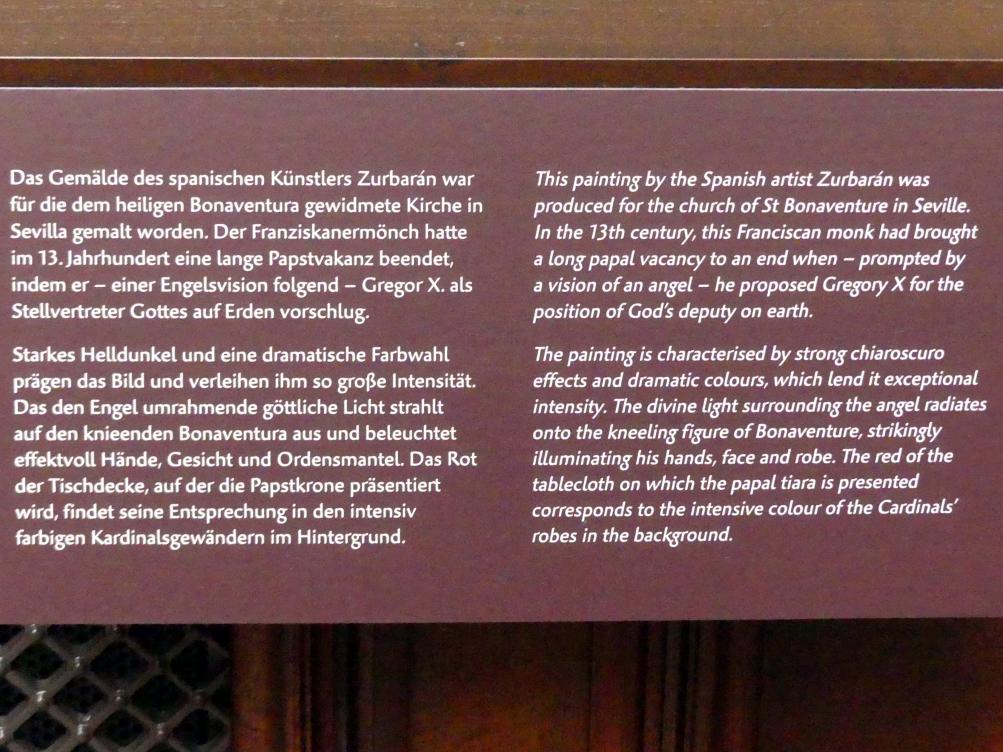 Das Gemälde des spanischen Künstlers Zurbarán war
für die dem heiligen Bonaventura gewidmete Kirche in
Sevilla gemalt worden. Der Franziskanermönch hatte
im 13. Jahrhundert eine lange Papstvakanz beendet,
indem er – einer Engelsvision folgend – Gregor X. als
Stellvertreter Gottes auf Erden vorschlug.
Starkes Helldunkel und eine dramatische Farbwahl
prägen das Bild und verleihen ihm so große Intensität.
Das den Engel umrahmende göttliche Licht strahlt
auf den knieenden Bonaventura aus und beleuchtet
effektvoll Hände, Gesicht und Ordensmantel. Das Rot
der Tischdecke, auf der die Papstkrone präsentiert
wird, findet seine Entsprechung in den intensiv
farbigen Kardinalsgewändern im Hintergrund.
This painting by the Spanish artist Zurbarán was
produced for the church of St Bonaventure in Seville.
In the 13th century, this Franciscan monk had brought
a long papal vacancy to an end when – prompted by
a vision of an angel – he proposed Gregory X for the
position of God's deputy on earth.
The painting is characterised by strong chiaroscuro
effects and dramatic colours, which lend it exceptional
intensity. The divine light surrounding the angel radiates
onto the kneeling figure of Bonaventure, strikingly
illuminating his hands, face and robe. The red of the
tablecloth on which the papal tiara is presented
corresponds to the intensive colour of the Cardinals'
robes in the background.